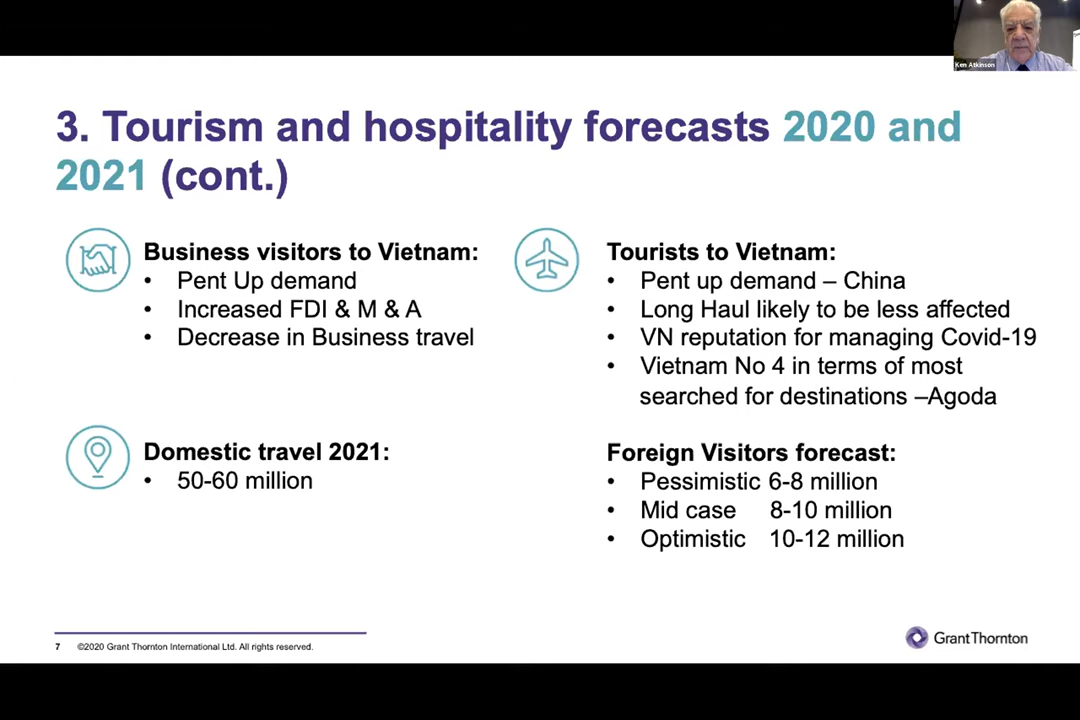 Ken Atkinson
3. Tourism and hospitality forecasts 2020 and
2021 (cont.)
Business visitors to Vietnam:
• Pent Up demand
• Increased FDI & M & A
• Decrease in Business travel
Tourists to Vietnam:
• Pent up demand – China
• Long Haul likely to be less affected
• VN reputation for managing Covid-19
• Vietnam No 4 in terms of most
searched for destinations –Agoda
Domestic travel 2021:
• 50-60 million
Foreign Visitors forecast:
• Pessimistic 6-8 million
• Mid case 8-10 million
• Optimistic 10-12 million
7 ©2020 Grant Thornton International Ltd. All rights reserved.
GrantThornton